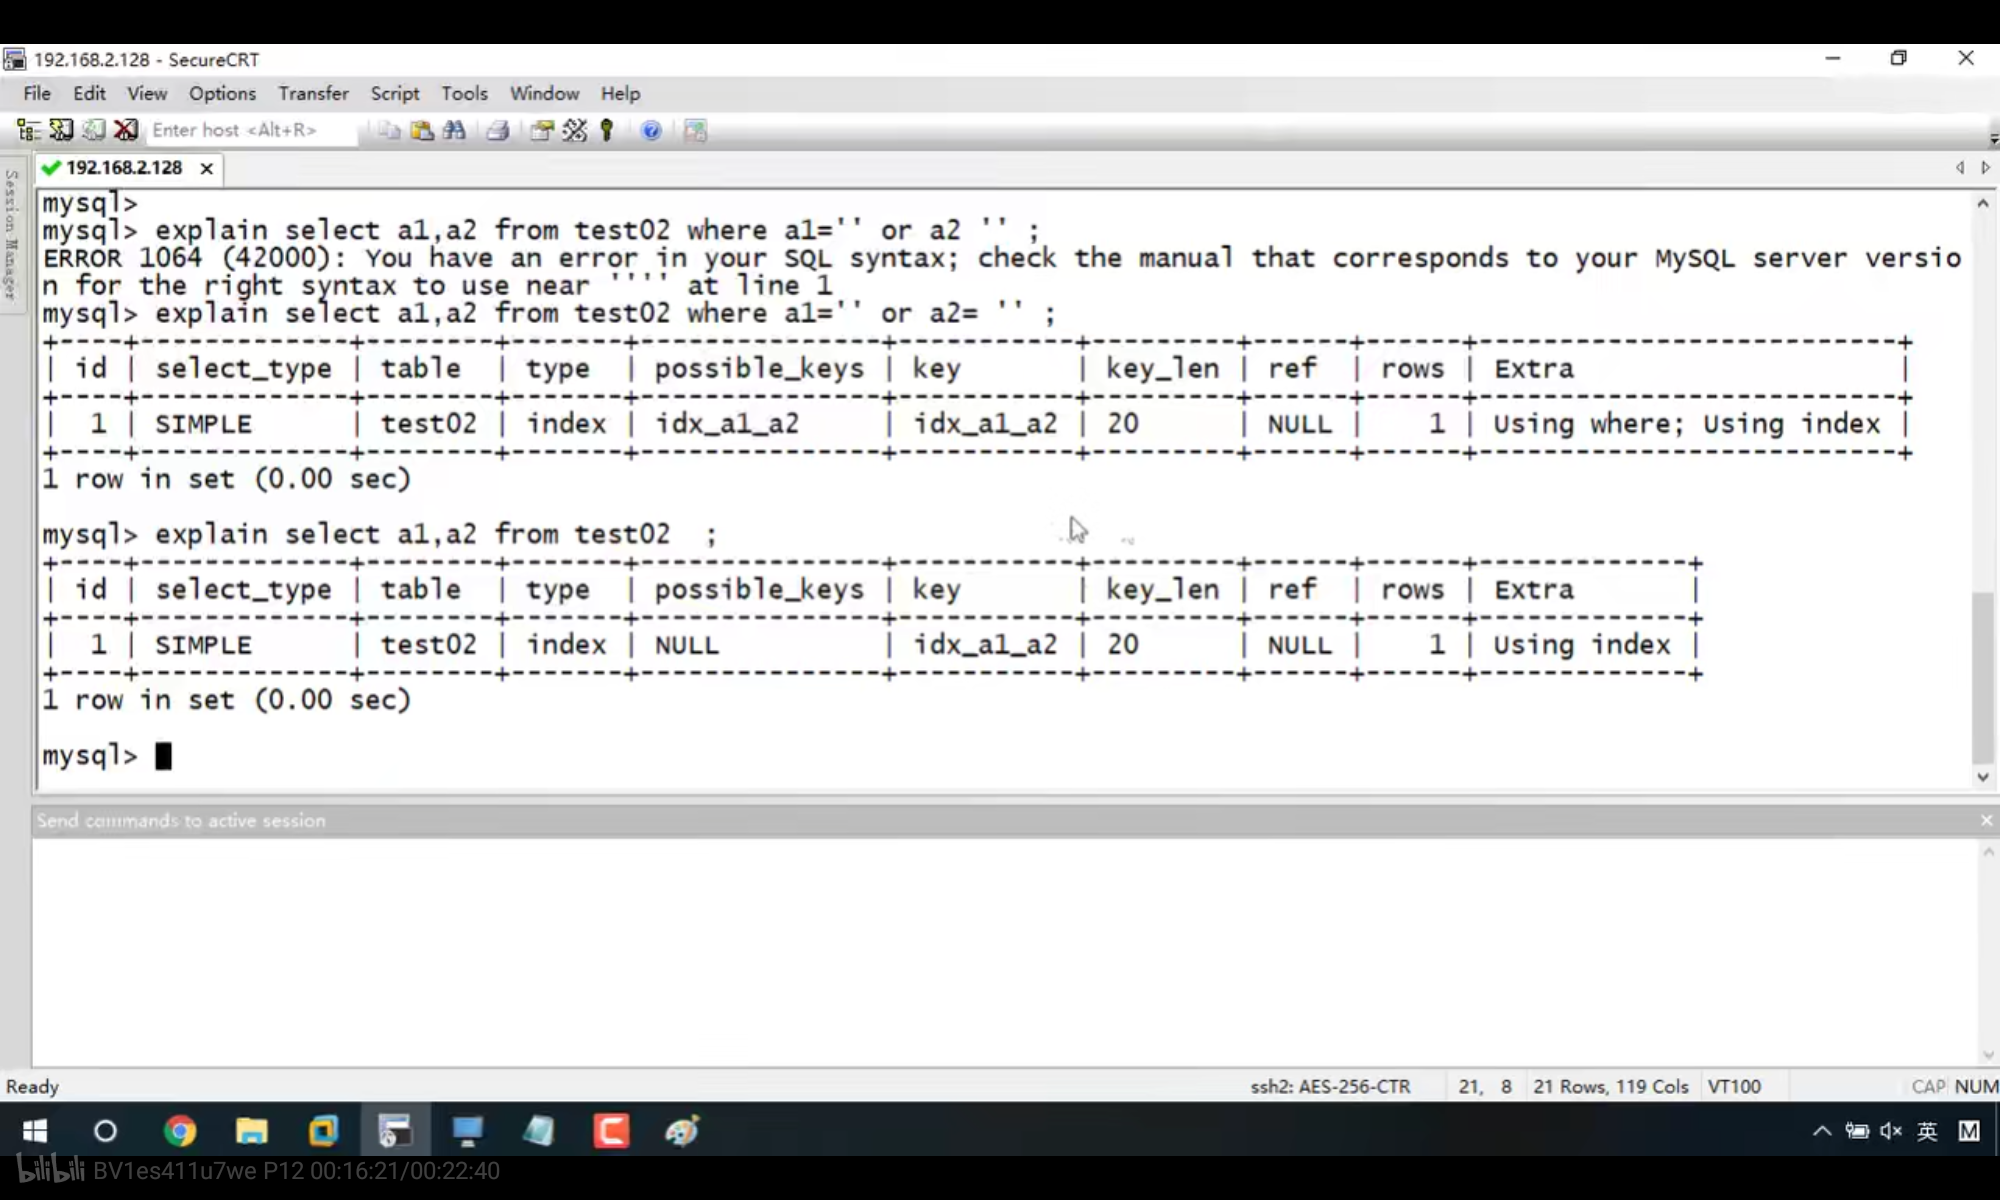 192.168.2.128 - SecureCRT
File Edit View Options Transfer Script Tools Window Help
Enter host <Alt+R>
Session Manager
192.168.2.128
mysql>
mysql> explain select a1,a2 from test02 where a1='' or a2 '' ;
ERROR 1064 (42000): You have an error in your SQL syntax; check the manual that corresponds to your MySQL server versio
n for the right syntax to use near '''' at line 1
mysql> explain select a1,a2 from test02 where a1='' or a2= '' ;
+----+-------------+--------+-------+---------------+-----------+---------+------+------+--------------------------+
| id | select_type | table  | type  | possible_keys | key       | key_len | ref  | rows | Extra                    |
+----+-------------+--------+-------+---------------+-----------+---------+------+------+--------------------------+
|  1 | SIMPLE      | test02 | index | idx_a1_a2     | idx_a1_a2 | 20      | NULL |    1 | Using where; Using index |
+----+-------------+--------+-------+---------------+-----------+---------+------+------+--------------------------+
1 row in set (0.00 sec)
mysql> explain select a1,a2 from test02  ;
+----+-------------+--------+-------+---------------+-----------+---------+------+------+-------------+
| id | select_type | table  | type  | possible_keys | key       | key_len | ref  | rows | Extra       |
+----+-------------+--------+-------+---------------+-----------+---------+------+------+-------------+
|  1 | SIMPLE      | test02 | index | NULL          | idx_a1_a2 | 20      | NULL |    1 | Using index |
+----+-------------+--------+-------+---------------+-----------+---------+------+------+-------------+
1 row in set (0.00 sec)
mysql>
Send commands to active session
Ready ssh2: AES-256-CTR 21, 8 21 Rows, 119 Cols VT100 CAP NUM
英 M
bilibili BV1es411u7we P12 00:16:21/00:22:40